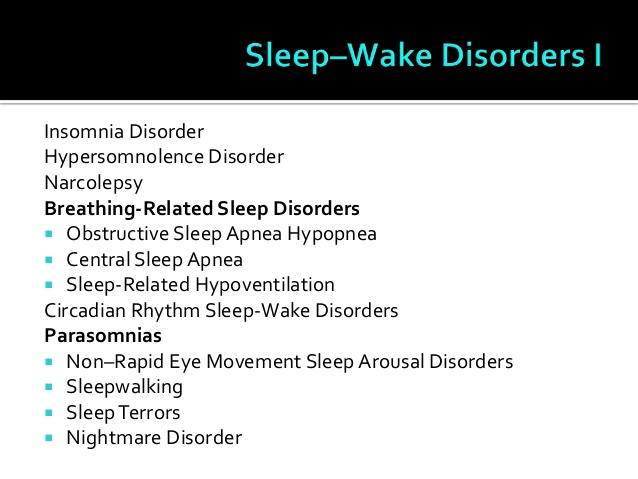 Sleep–Wake Disorders I
Insomnia Disorder
Hypersomnolence Disorder
Narcolepsy
Breathing-Related Sleep Disorders
▪ Obstructive Sleep Apnea Hypopnea
▪ Central Sleep Apnea
▪ Sleep-Related Hypoventilation
Circadian Rhythm Sleep-Wake Disorders
Parasomnias
▪ Non–Rapid Eye Movement Sleep Arousal Disorders
▪ Sleepwalking
▪ Sleep Terrors
▪ Nightmare Disorder